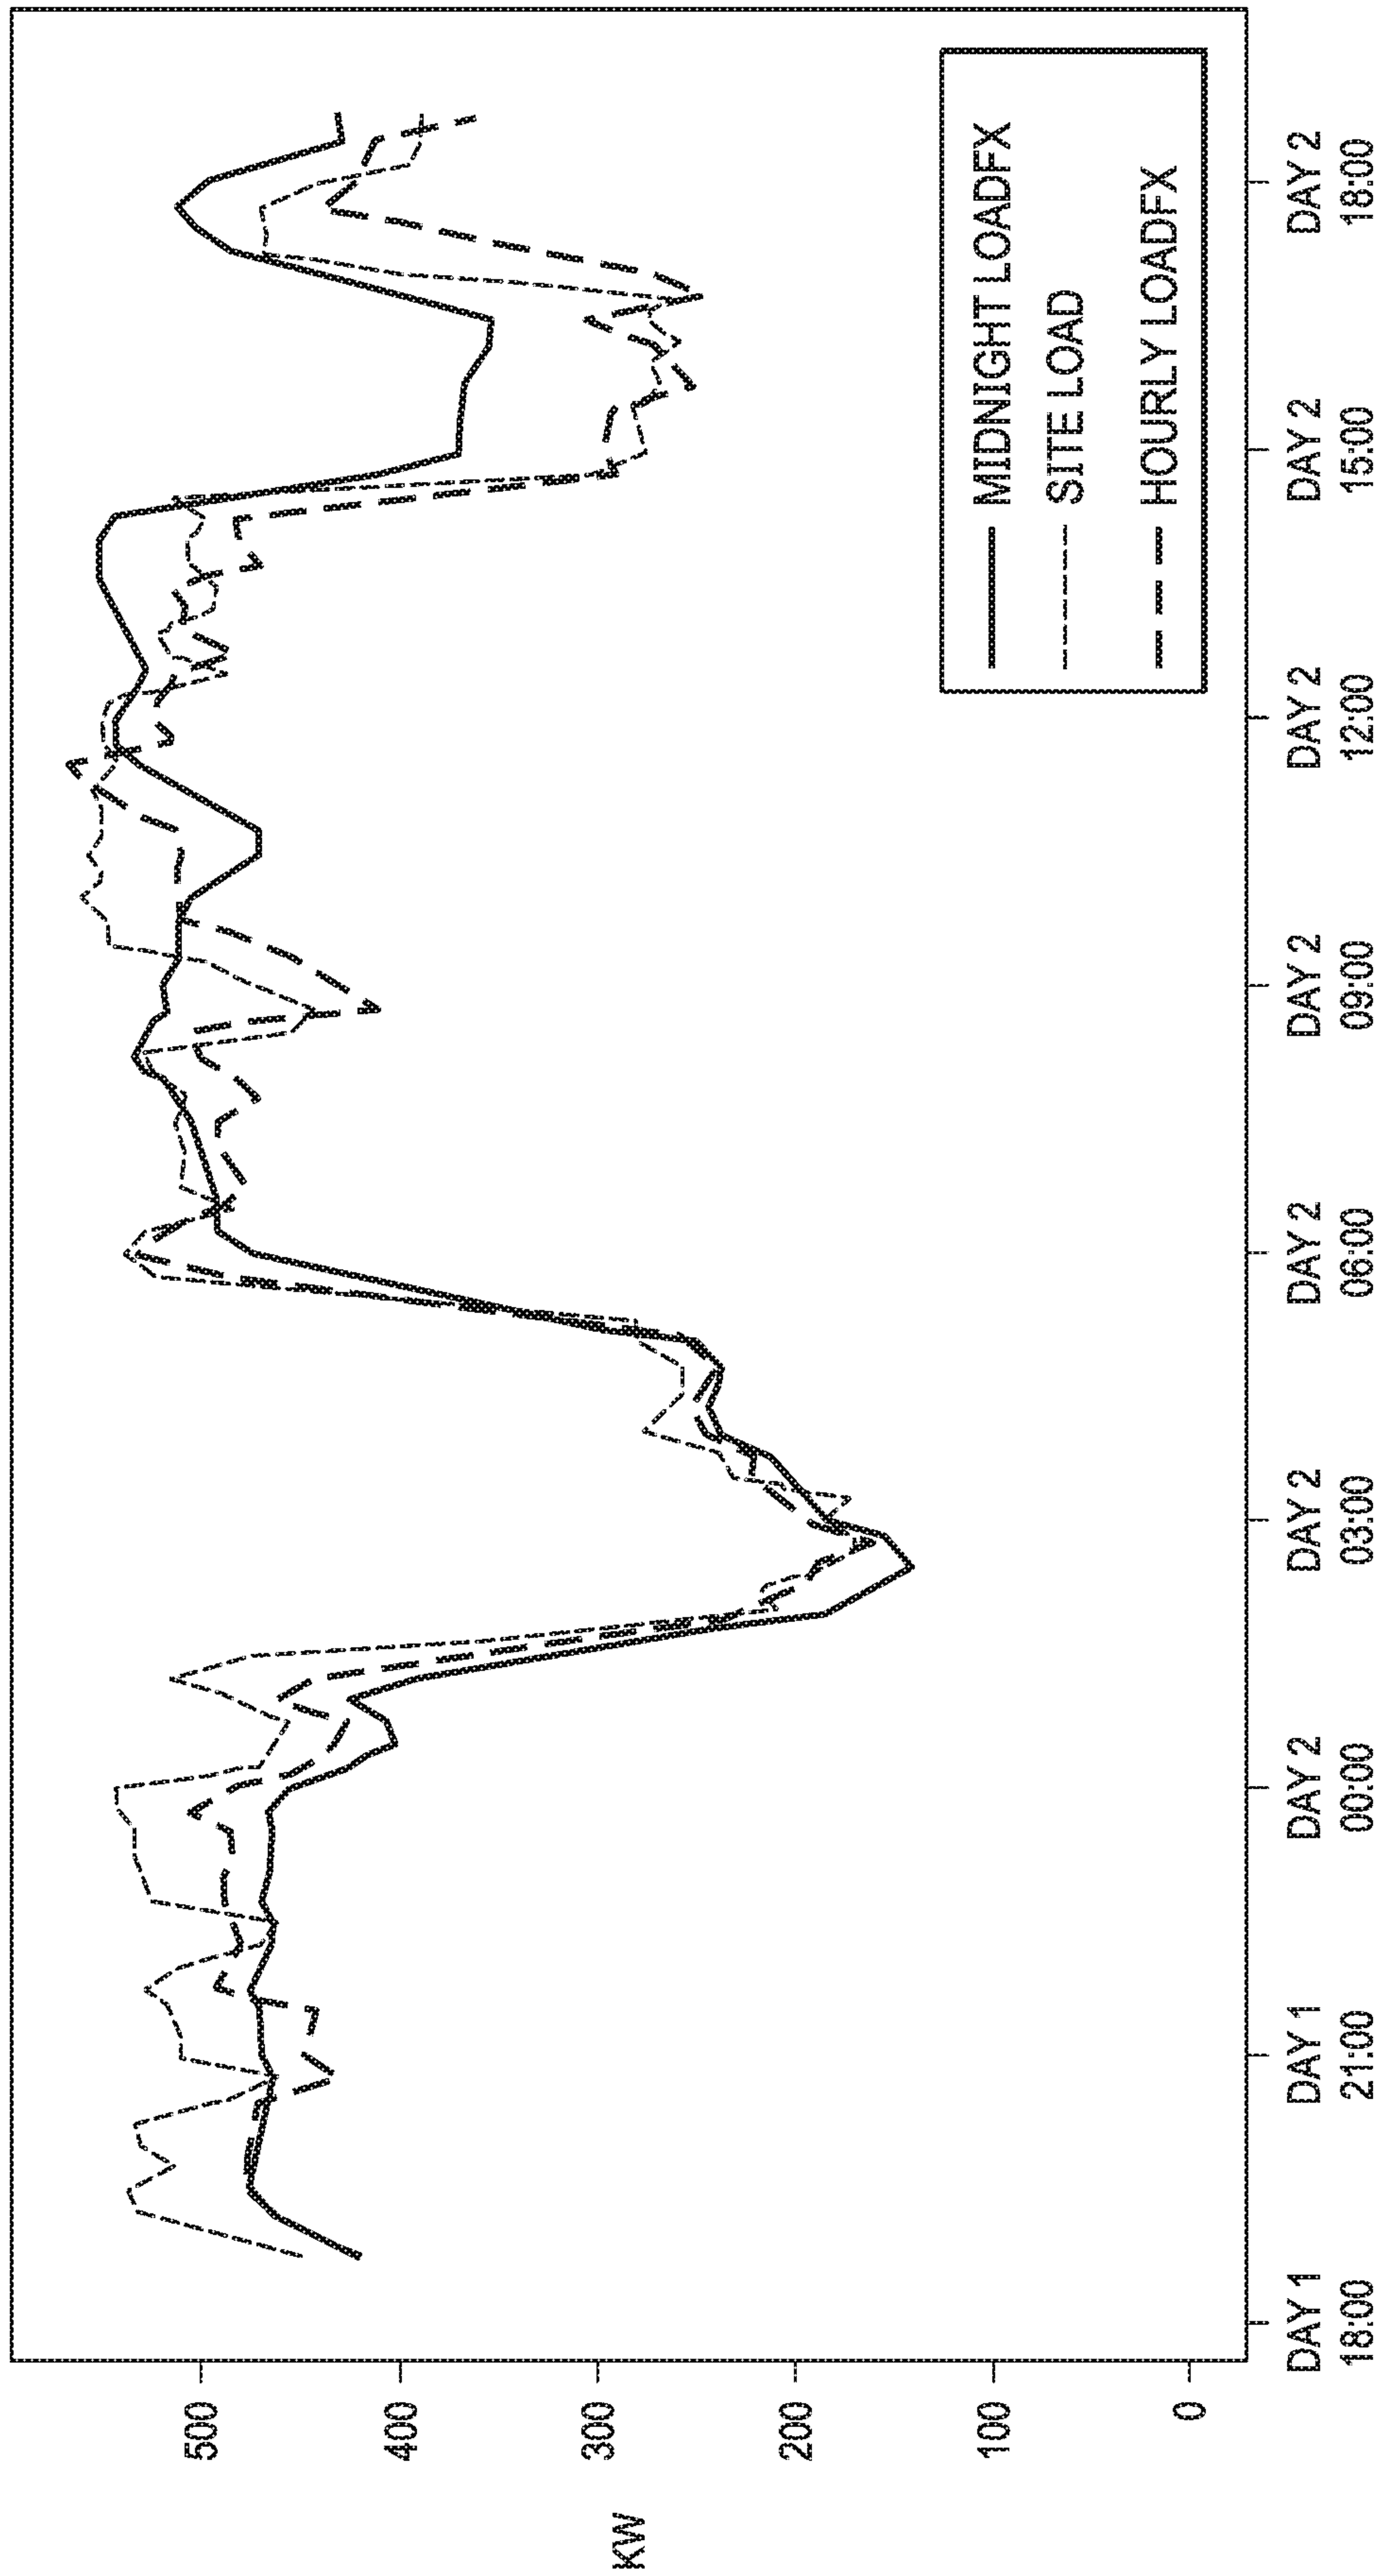 KW
500
400
300
200
100
0
MIDNIGHT LOADFX
SITE LOAD
HOURLY LOADFX
DAY 1 DAY 1 DAY 2 DAY 2 DAY 2 DAY 2 DAY 2 DAY 2 DAY 2
18:00 21:00 00:00 03:00 06:00 09:00 12:00 15:00 18:00